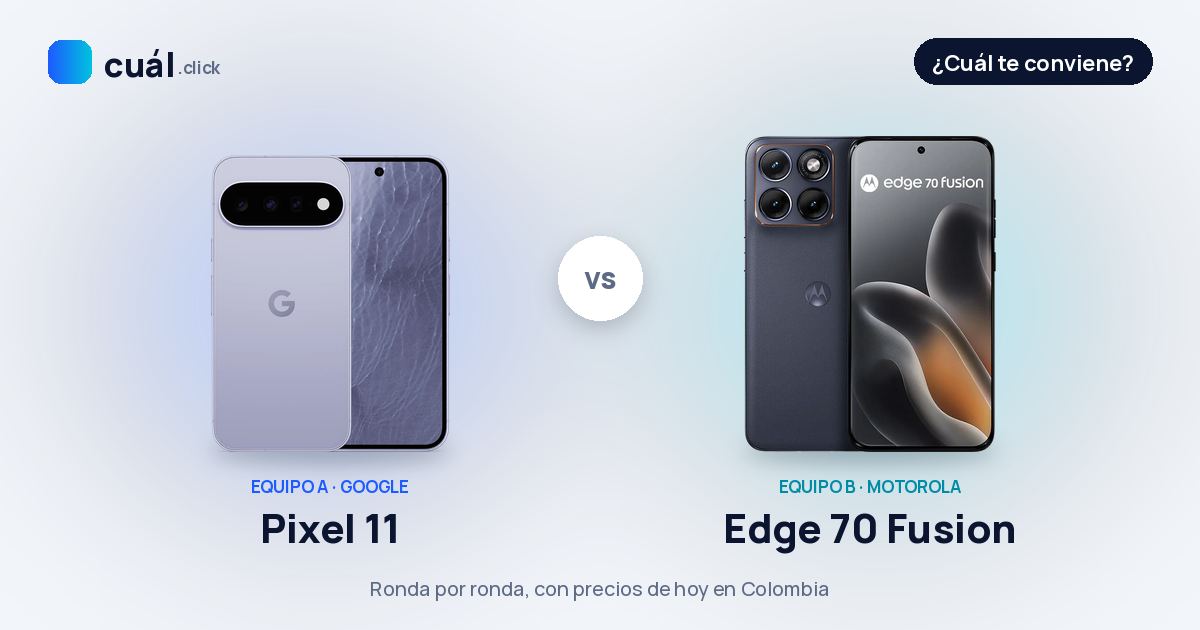 cuál.click
¿Cuál te conviene?
edge 70 fusion
vs
EQUIPO A · GOOGLE
Pixel 11
EQUIPO B · MOTOROLA
Edge 70 Fusion
Ronda por ronda, con precios de hoy en Colombia